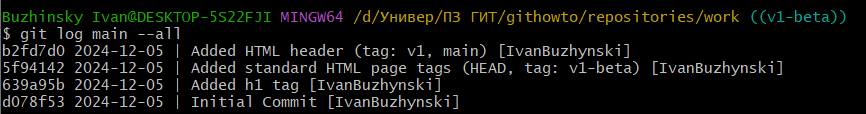 Buzhinsky Ivan@DESKTOP-5S22FJI MINGW64 /d/Универ/ПЗ ГИТ/githowto/repositories/work ((v1-beta))
$ git log main --all
b2fd7d0 2024-12-05 | Added HTML header (tag: v1, main) [IvanBuzhynski]
5f94142 2024-12-05 | Added standard HTML page tags (HEAD, tag: v1-beta) [IvanBuzhynski]
639a95b 2024-12-05 | Added h1 tag [IvanBuzhynski]
d078f53 2024-12-05 | Initial Commit [IvanBuzhynski]